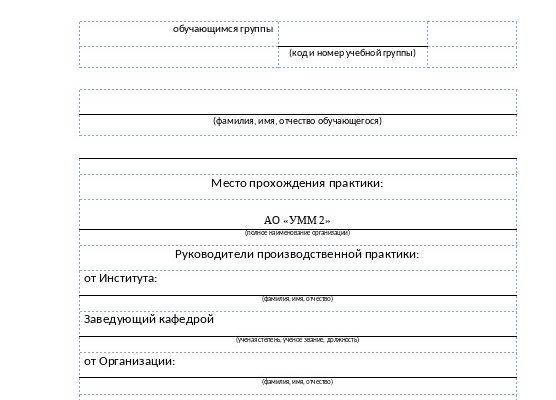 обучающимся группы
(код и номер учебной группы)
(фамилия, имя, отчество обучающегося)
Место прохождения практики:
АО «УММ 2»
(полное наименование организации)
Руководители производственной практики:
от Института:
(фамилия, имя, отчество)
Заведующий кафедрой
(ученая степень, ученое звание, должность)
от Организации:
(фамилия, имя, отчество)